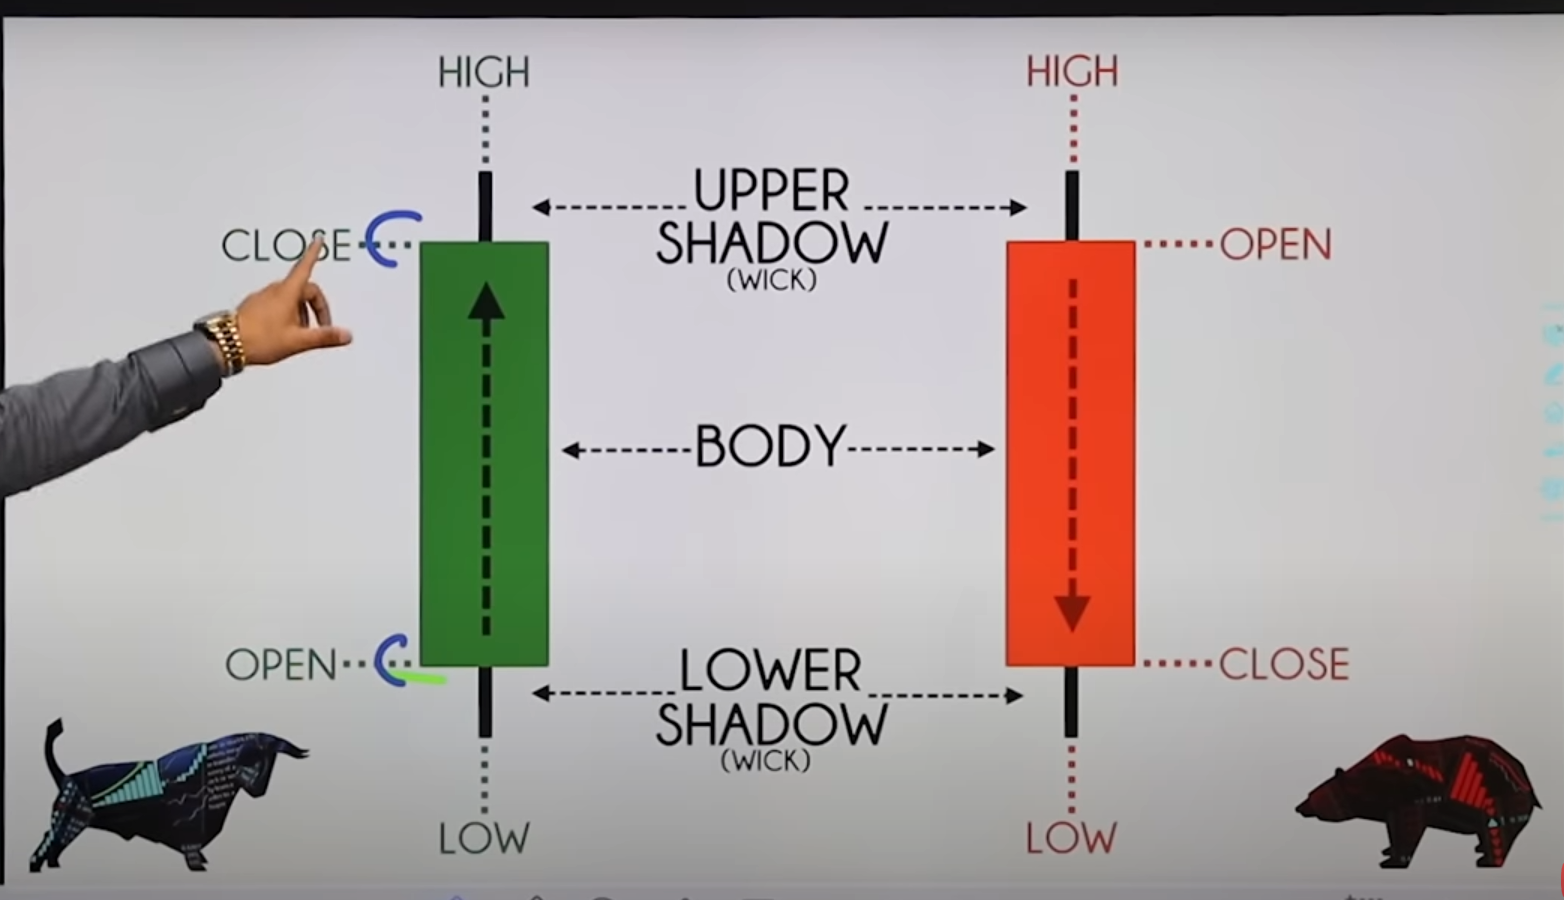 HIGH
HIGH
UPPER
SHADOW
(WICK)
CLOSE
OPEN
BODY
OPEN
LOWER
SHADOW
(WICK)
CLOSE
LOW
LOW